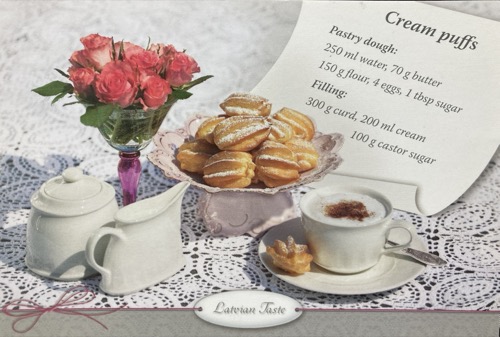 Cream puffs
Pastry dough:
250 ml water, 70 g butter
150 g flour, 4 eggs, 1 tbsp sugar
Filling:
300 g curd, 200 ml cream
100 g castor sugar
Latvian Taste